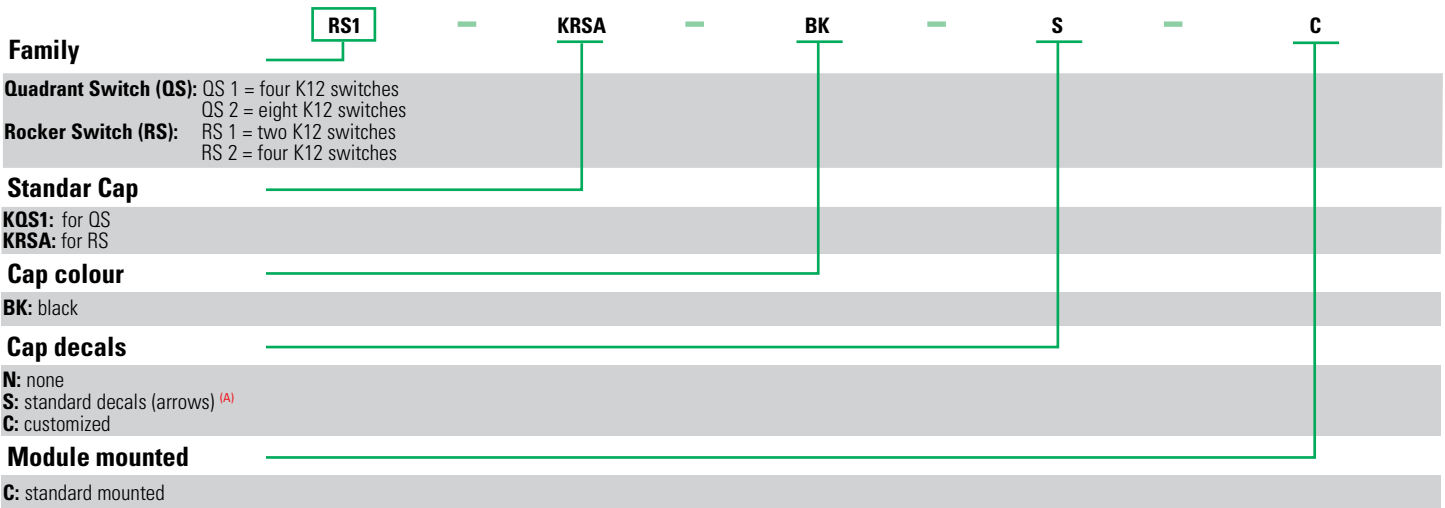 RS1 – KRSA – BK – S – C
Family
Quadrant Switch (QS): QS 1 = four K12 switches
QS 2 = eight K12 switches
Rocker Switch (RS): RS 1 = two K12 switches
RS 2 = four K12 switches
Standar Cap
KQS1: for QS
KRSA: for RS
Cap colour
BK: black
Cap decals
N: none
S: standard decals (arrows) (A)
C: customized
Module mounted
C: standard mounted